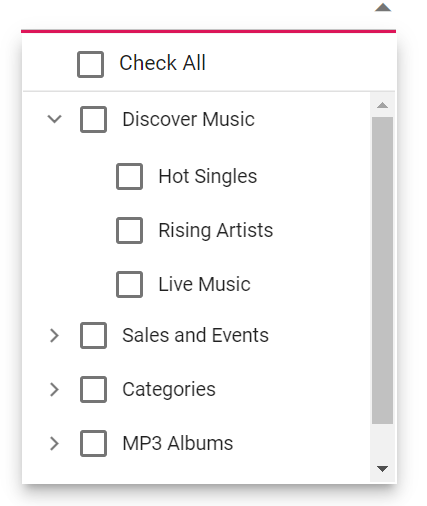 Check All
Discover Music
Hot Singles
Rising Artists
Live Music
Sales and Events
Categories
MP3 Albums